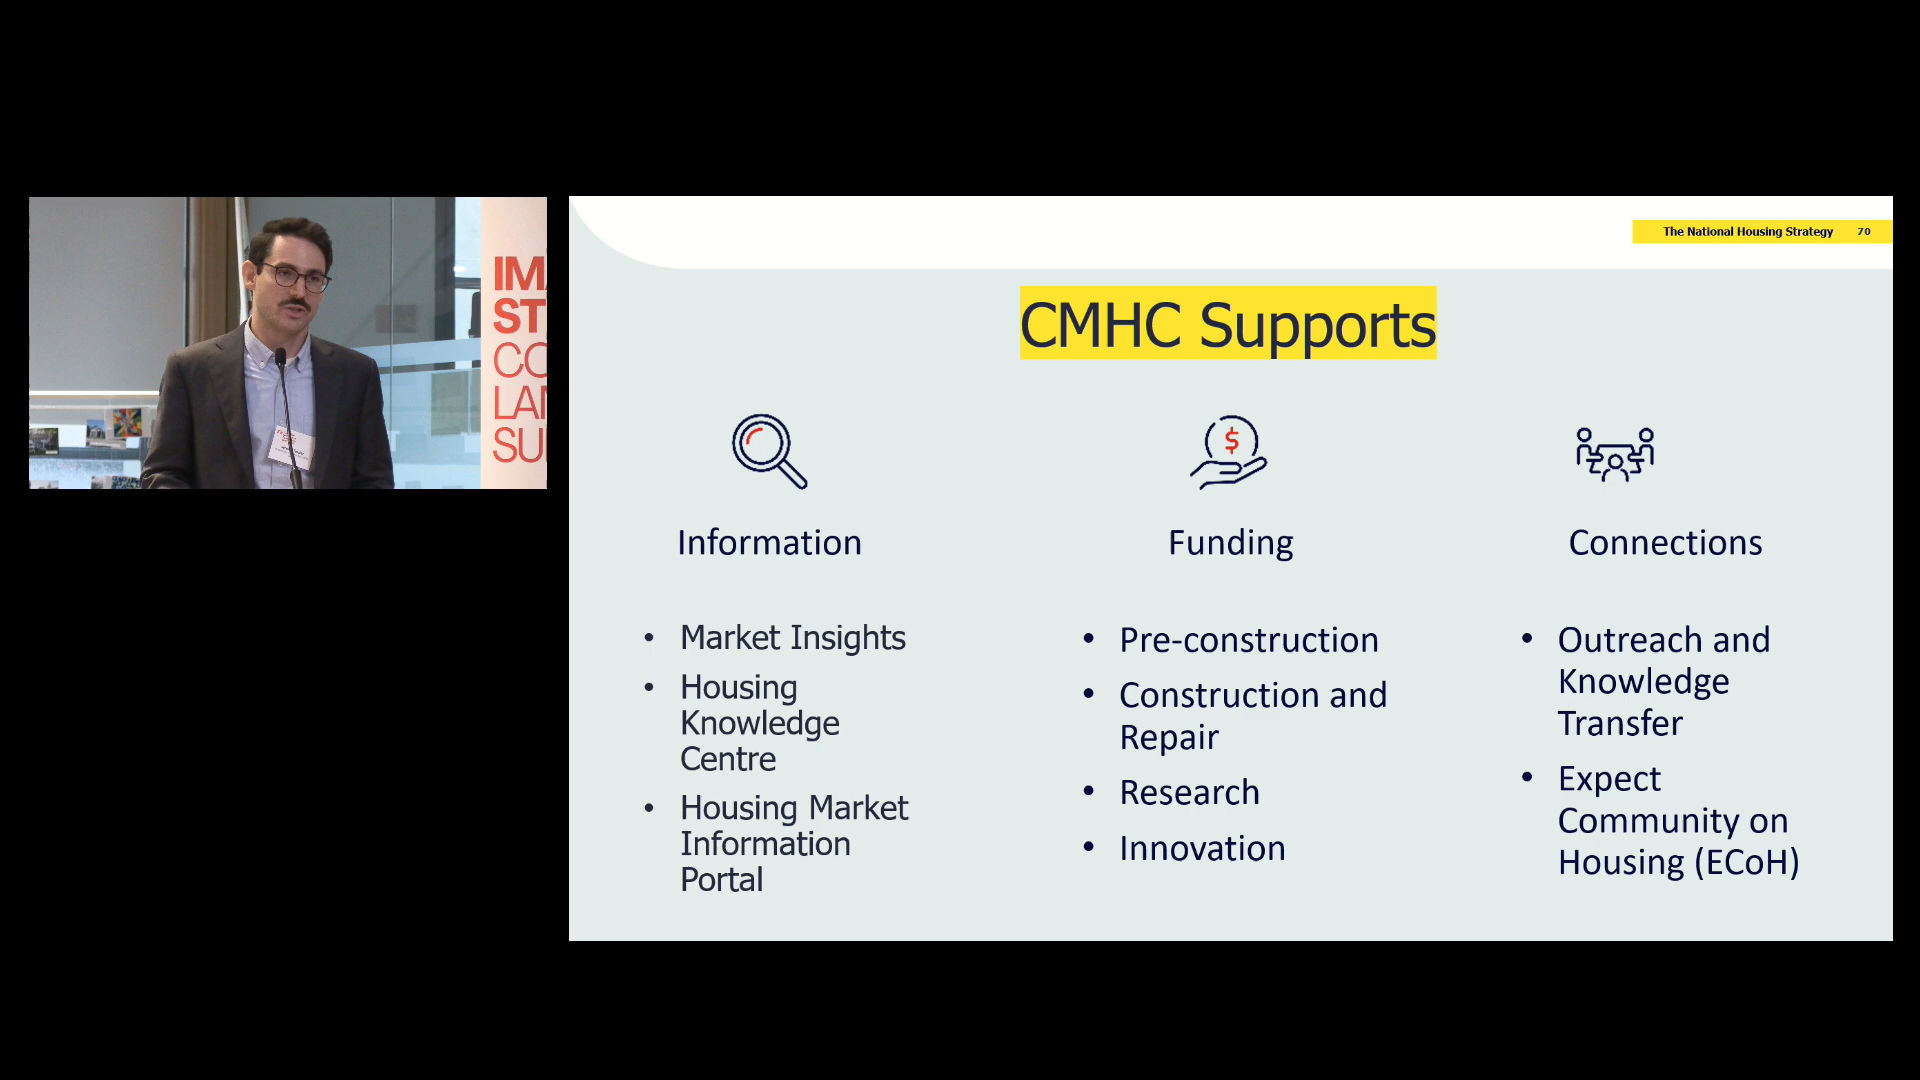 IM
ST
CO
LAN
SU
The National Housing Strategy 70
CMHC Supports
$
Information
• Market Insights
• Housing
Knowledge
Centre
• Housing Market
Information
Portal
Funding
• Pre-construction
• Construction and
Repair
• Research
• Innovation
Connections
• Outreach and
Knowledge
Transfer
• Expect
Community on
Housing (ECoH)